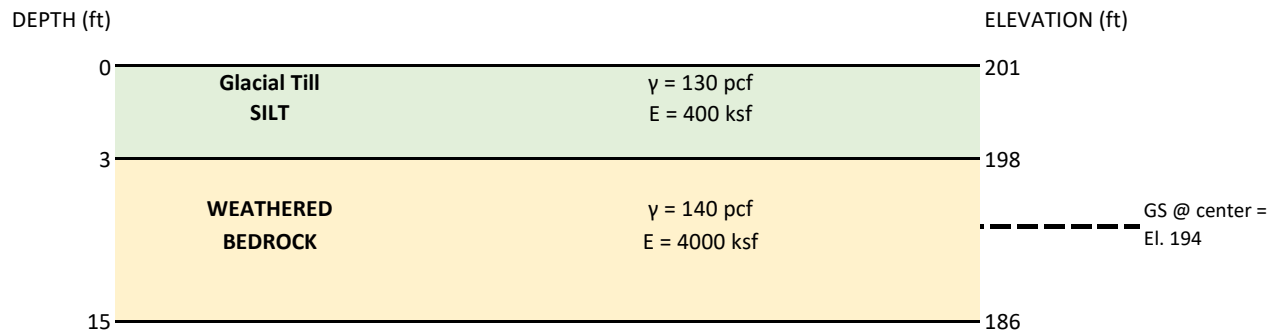 DEPTH (ft)
ELEVATION (ft)
0
Glacial Till
γ = 130 pcf
201
SILT
E = 400 ksf
3
198
WEATHERED
γ = 140 pcf
GS @ center =
BEDROCK
E = 4000 ksf
El. 194
15
186